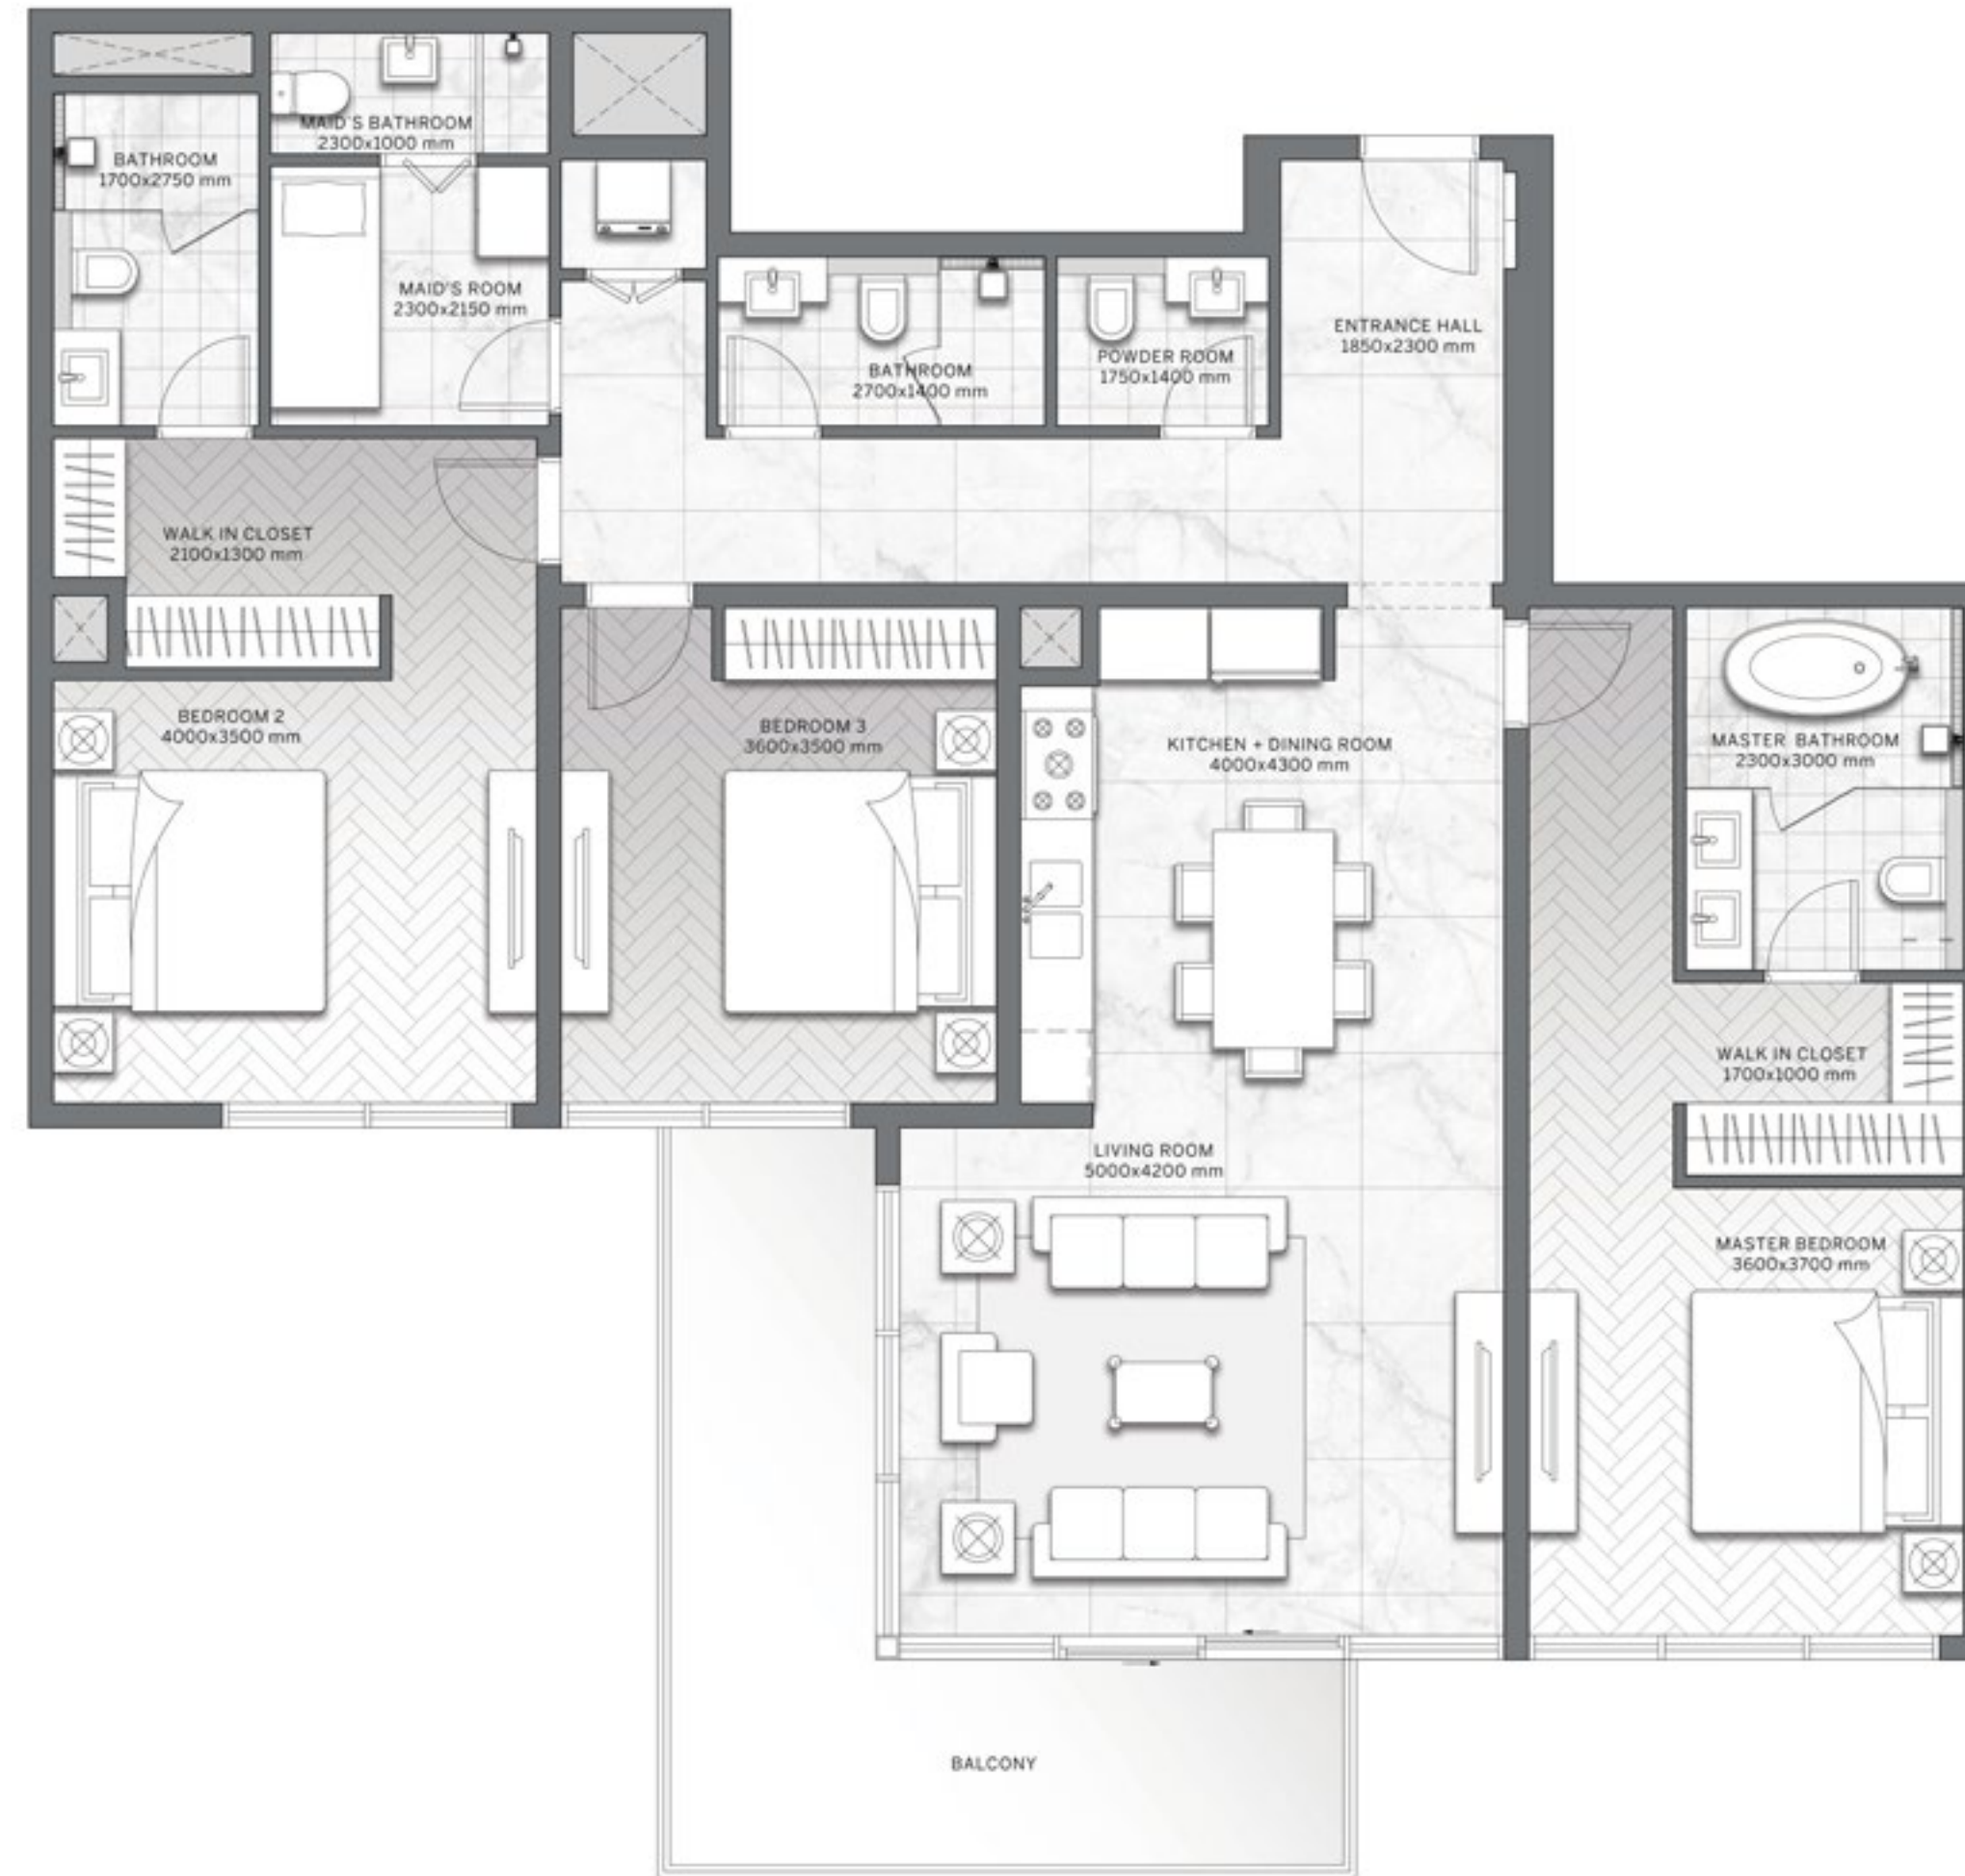 MAID'S BATHROOM
2300x1000 mm
BATHROOM
1700x2750 mm
MAID'S ROOM
2300x2150 mm
ENTRANCE HALL
1850x2300 mm
POWDER ROOM
1750x1400 mm
BATHROOM
2700x1400 mm
WALK IN CLOSET
2100x1300 mm
BEDROOM 2
4000x3500 mm
BEDROOM 3
3600x3500 mm
KITCHEN + DINING ROOM
4000x4300 mm
MASTER BATHROOM
2300x3000 mm
WALK IN CLOSET
1700x1000 mm
LIVING ROOM
5000x4200 mm
MASTER BEDROOM
3600x3700 mm
BALCONY